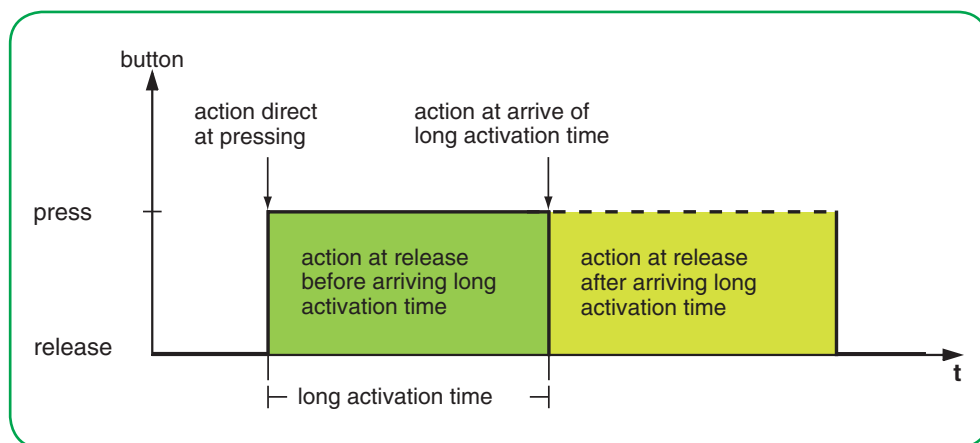 button
action direct
at pressing
action at arrive of
long activation time
press
action at release
before arriving long
activation time
action at release
after arriving long
activation time
release
t
long activation time